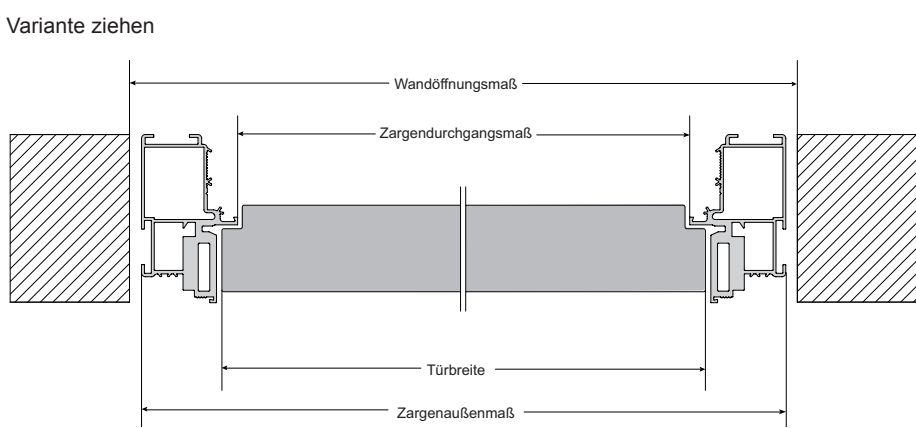 Variante ziehen
Wandöffnungsmaß
Zargendurchgangsmaß
Türbreite
Zargenaußenmaß